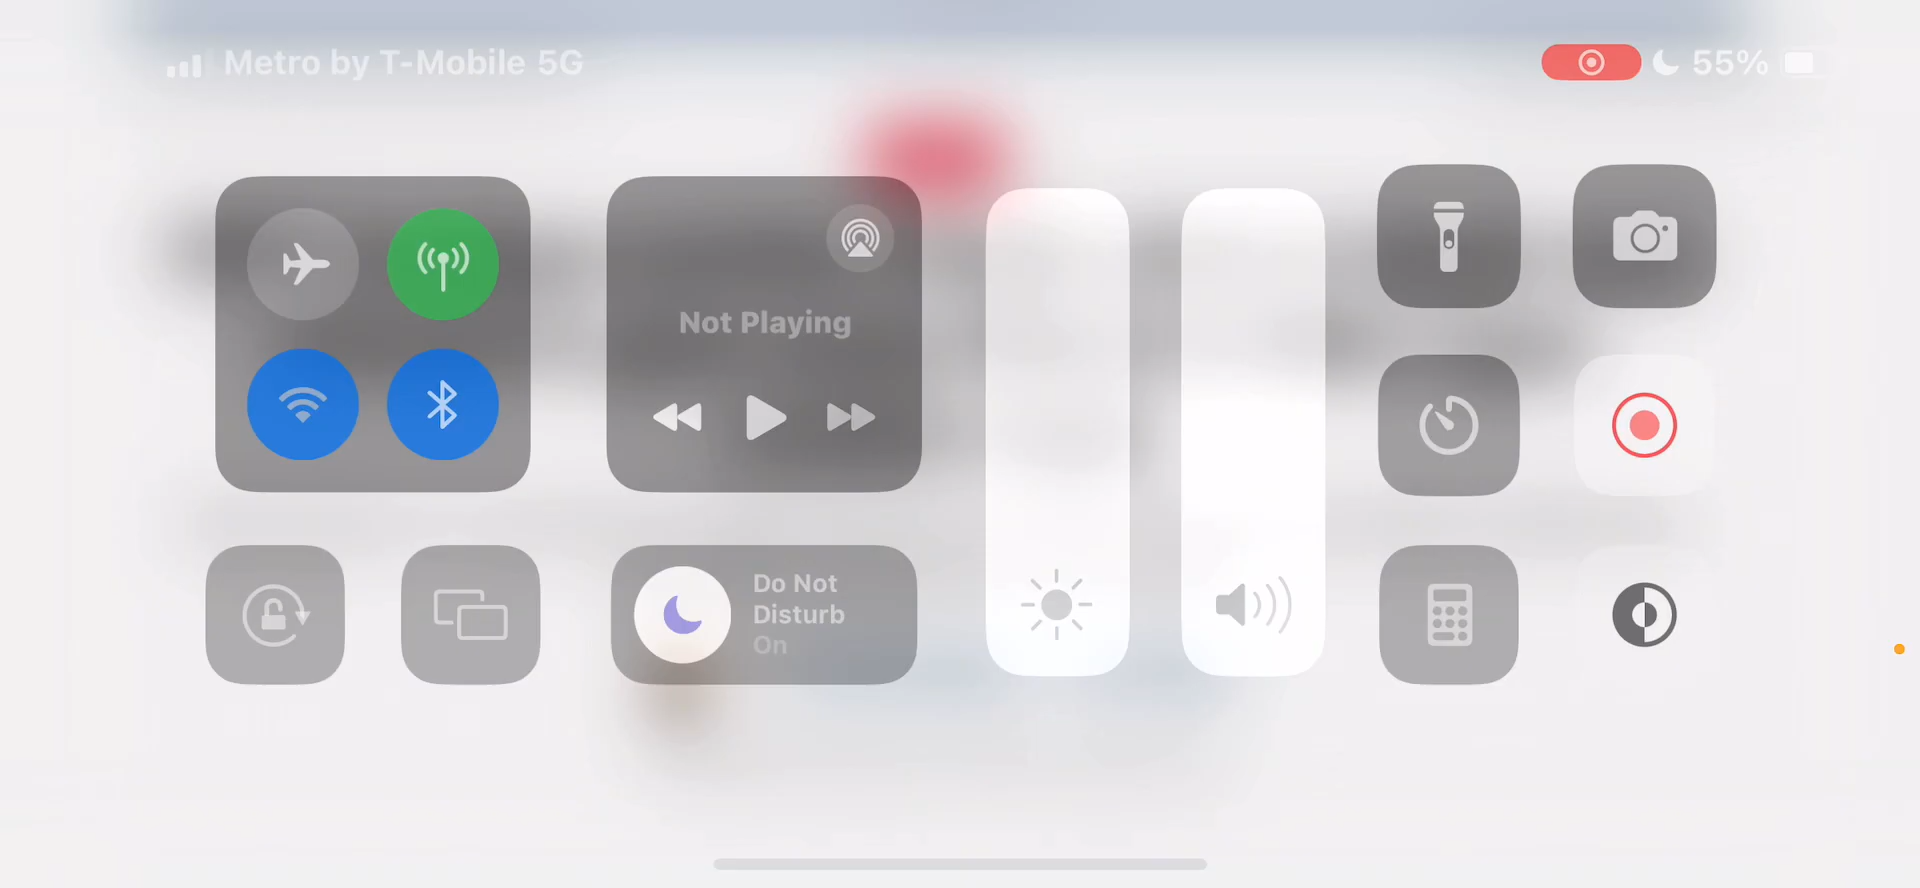 Metro by T-Mobile 5G
55%
Not Playing
Do Not
Disturb
On